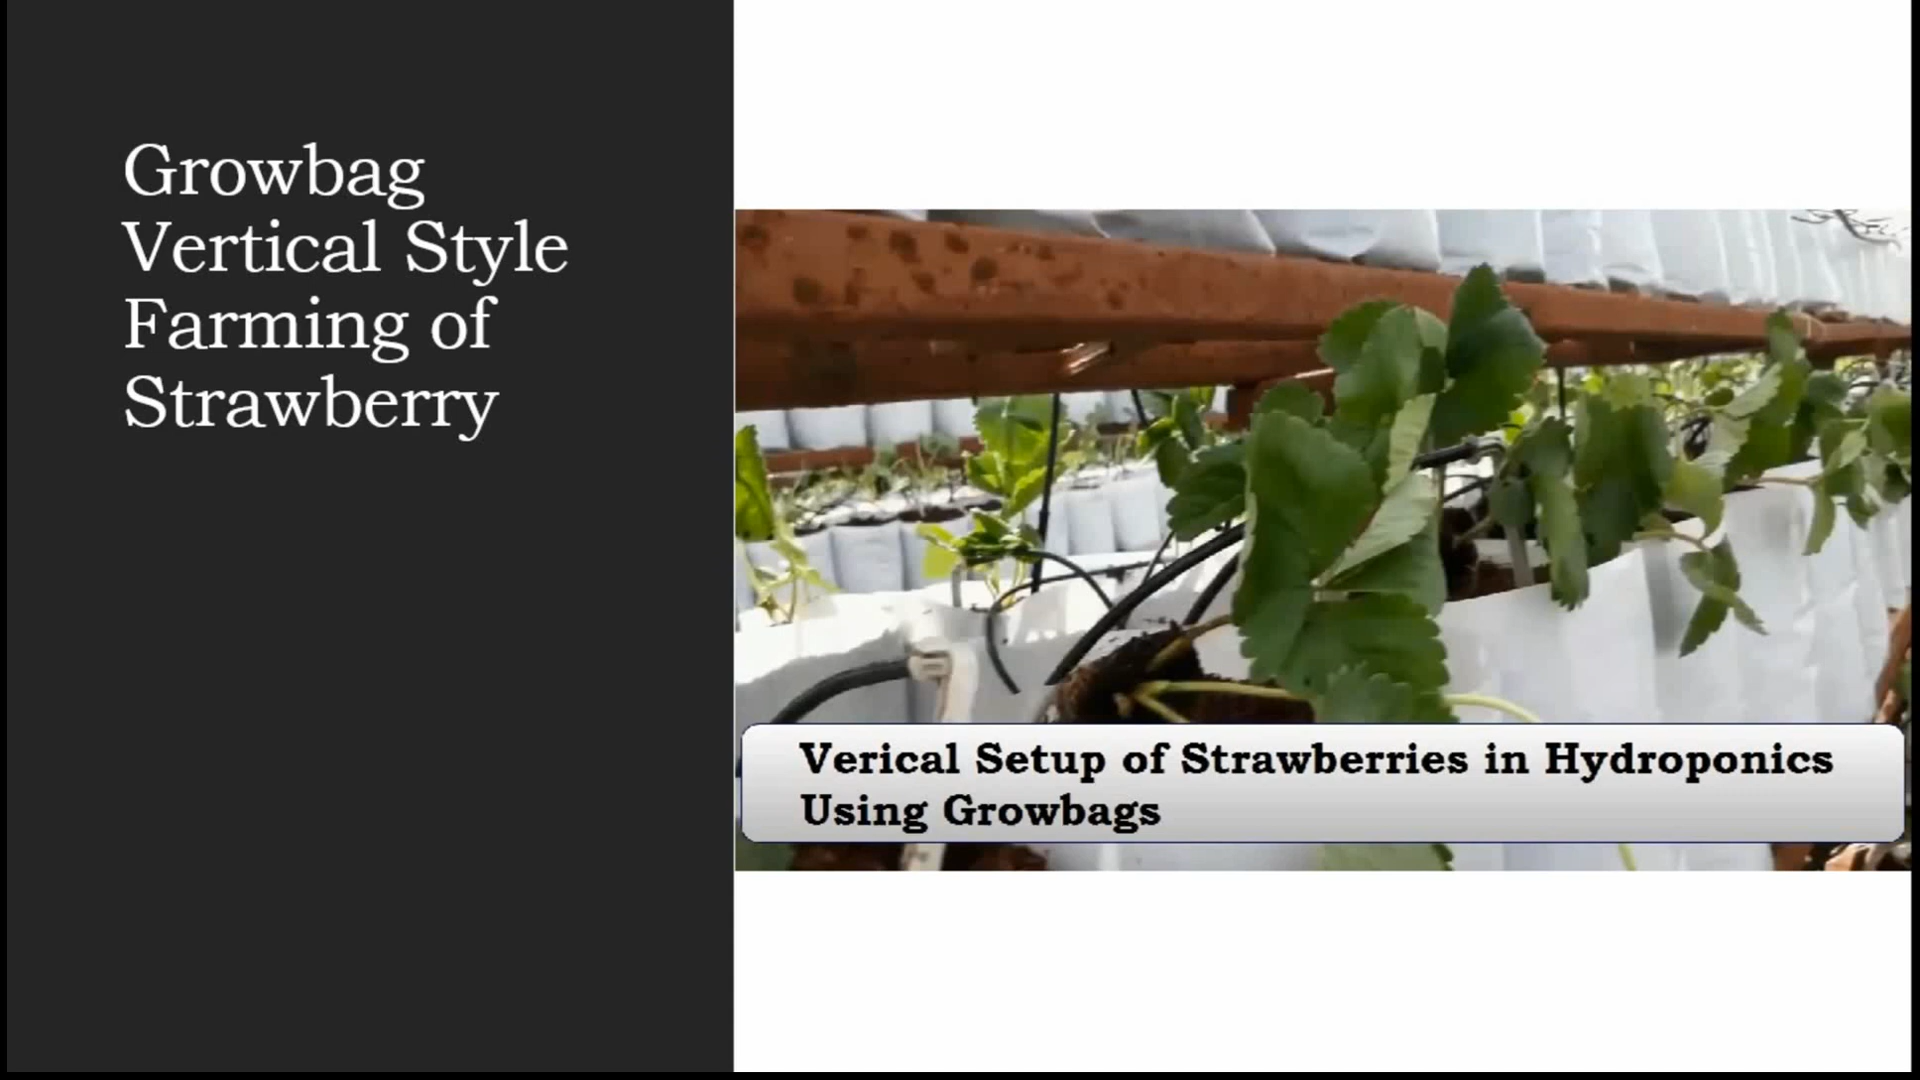 Growbag
Vertical Style
Farming of
Strawberry
Verical Setup of Strawberries in Hydroponics
Using Growbags